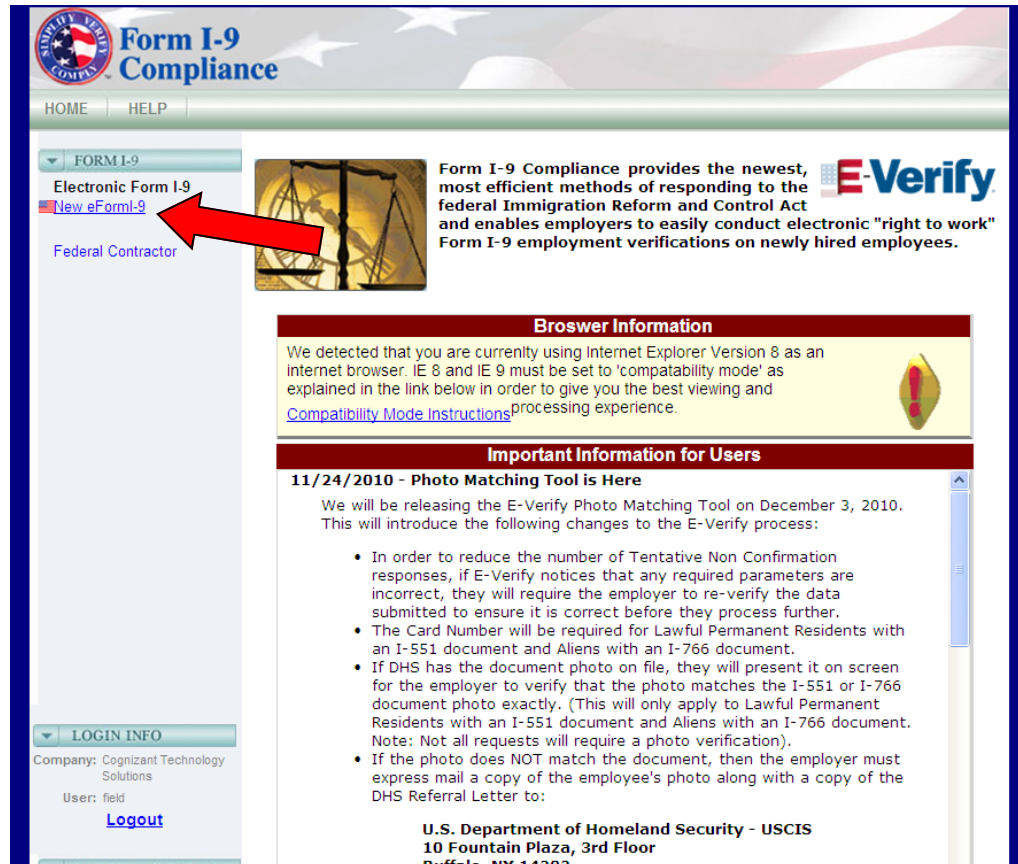 SIMPLIFY VERIFY COMPLY
Form I-9
Compliance
HOME
HELP
FORM I-9
Electronic Form I-9
New eFormI-9
Federal Contractor
Form I-9 Compliance provides the newest,
most efficient methods of responding to the
federal Immigration Reform and Control Act
and enables employers to easily conduct electronic "right to work"
Form I-9 employment verifications on newly hired employees.
E-Verify
Broswer Information
We detected that you are currenlty using Internet Explorer Version 8 as an
internet browser. IE 8 and IE 9 must be set to 'compatability mode' as
explained in the link below in order to give you the best viewing and
Compatibility Mode Instructions processing experience.
Important Information for Users
11/24/2010 - Photo Matching Tool is Here
We will be releasing the E-Verify Photo Matching Tool on December 3, 2010.
This will introduce the following changes to the E-Verify process:
• In order to reduce the number of Tentative Non Confirmation
responses, if E-Verify notices that any required parameters are
incorrect, they will require the employer to re-verify the data
submitted to ensure it is correct before they process further.
• The Card Number will be required for Lawful Permanent Residents with
an I-551 document and Aliens with an I-766 document.
• If DHS has the document photo on file, they will present it on screen
for the employer to verify that the photo matches the I-551 or I-766
document photo exactly. (This will only apply to Lawful Permanent
Residents with an I-551 document and Aliens with an I-766 document.
Note: Not all requests will require a photo verification).
• If the photo does NOT match the document, then the employer must
express mail a copy of the employee's photo along with a copy of the
DHS Referral Letter to:
U.S. Department of Homeland Security - USCIS
10 Fountain Plaza, 3rd Floor
Buffalo, NY 14202
LOGIN INFO
Company: Cognizant Technology
Solutions
User: field
Logout